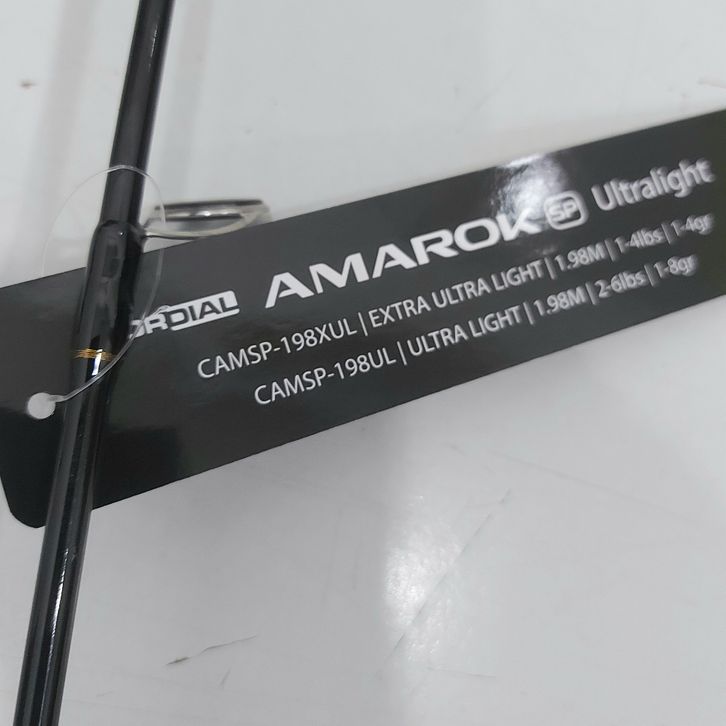 ORDIAL AMAROK SP Ultralight
CAMSP-198XUL | EXTRA ULTRA LIGHT | 1.98M | 1-4lbs | 1-4gr
CAMSP-198UL | ULTRA LIGHT | 1.98M | 2-6lbs | 1-8gr